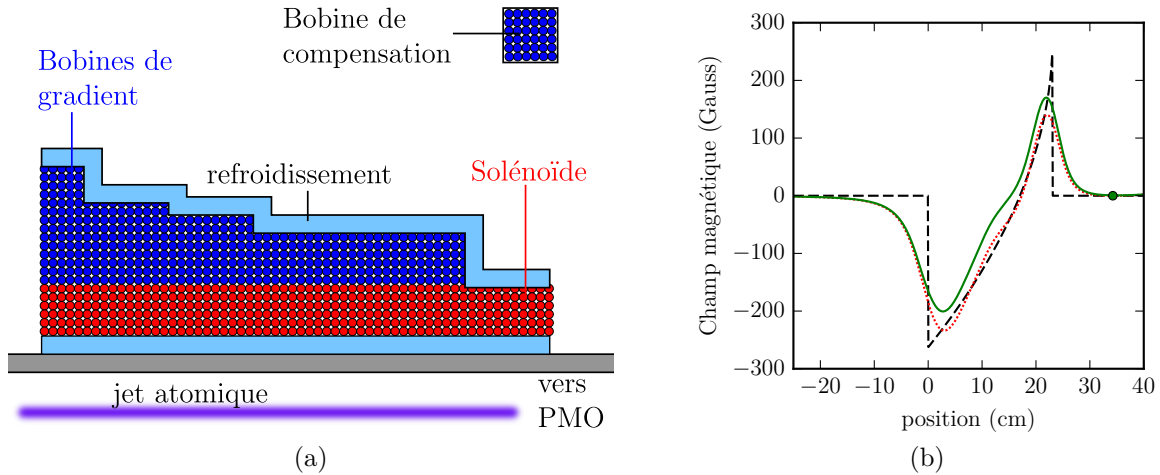 Bobine de
compensation
Bobines de
gradient
refroidissement
Solénoïde
jet atomique
vers
PMO
(a)
Champ magnétique (Gauss)
300
200
100
0
−100
−200
−300
−20 −10 0 10 20 30 40
position (cm)
(b)